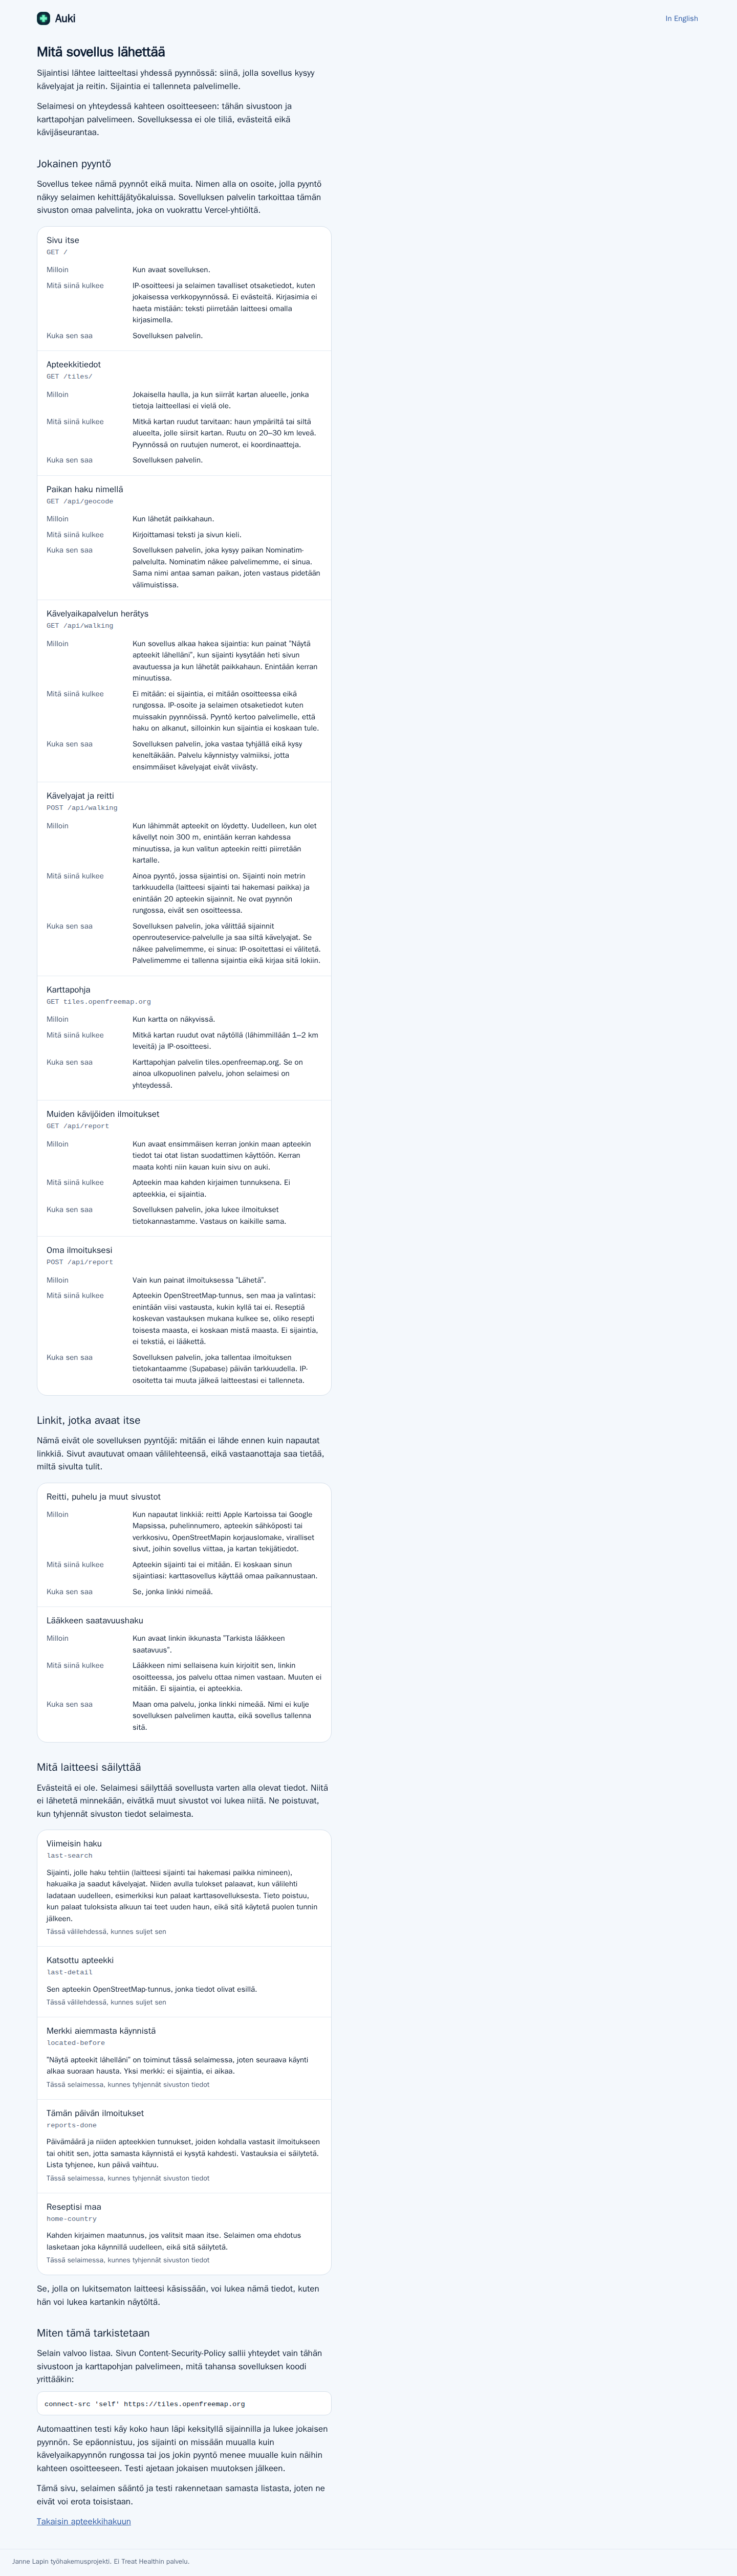 Auki
In English
Mitä sovellus lähettää
Sijaintisi lähtee laitteeltasi yhdessä pyynnössä: siinä, jolla sovellus kysyy
kävelyajat ja reitin. Sijaintia ei tallenneta palvelimelle.
Selaimesi on yhteydessä kahteen osoitteeseen: tähän sivustoon ja
karttapohjan palvelimeen. Sovelluksessa ei ole tiliä, evästeitä eikä
kävijäseurantaa.
Jokainen pyyntö
Sovellus tekee nämä pyynnöt eikä muita. Nimen alla on osoite, jolla pyyntö
näkyy selaimen kehittäjätyökaluissa. Sovelluksen palvelin tarkoittaa tämän
sivuston omaa palvelinta, joka on vuokrattu Vercel-yhtiöltä.
Sivu itse
GET /
Milloin
Kun avaat sovelluksen.
Mitä siinä kulkee
IP-osoitteesi ja selaimen tavalliset otsaketiedot, kuten
jokaisessa verkkopyynnössä. Ei evästeitä. Kirjasimia ei
haeta mistään: teksti piirretään laitteesi omalla
kirjasimella.
Kuka sen saa
Sovelluksen palvelin.
Apteekkitiedot
GET /tiles/
Milloin
Jokaisella haulla, ja kun siirrät kartan alueelle, jonka
tietoja laitteellasi ei vielä ole.
Mitä siinä kulkee
Mitkä kartan ruudut tarvitaan: haun ympäriltä tai siltä
alueelta, jolle siirsit kartan. Ruutu on 20–30 km leveä.
Pyynnössä on ruutujen numerot, ei koordinaatteja.
Kuka sen saa
Sovelluksen palvelin.
Paikan haku nimellä
GET /api/geocode
Milloin
Kun lähetät paikkahaun.
Mitä siinä kulkee
Kirjoittamasi teksti ja sivun kieli.
Kuka sen saa
Sovelluksen palvelin, joka kysyy paikan Nominatim-
palvelulta. Nominatim näkee palvelimemme, ei sinua.
Sama nimi antaa saman paikan, joten vastaus pidetään
välimuistissa.
Kävelyaikapalvelun herätys
GET /api/walking
Milloin
Kun sovellus alkaa hakea sijaintia: kun painat "Näytä
apteekit lähelläni", kun sijainti kysytään heti sivun
avautuessa ja kun lähetät paikkahaun. Enintään kerran
minuutissa.
Mitä siinä kulkee
Ei mitään: ei sijaintia, ei mitään osoitteessa eikä
rungossa. IP-osoite ja selaimen otsaketiedot kuten
muissakin pyynnöissä. Pyyntö kertoo palvelimelle, että
haku on alkanut, silloinkin kun sijaintia ei koskaan tule.
Kuka sen saa
Sovelluksen palvelin, joka vastaa tyhjällä eikä kysy
keneltäkään. Palvelu käynnistyy valmiiksi, jotta
ensimmäiset kävelyajat eivät viivästy.
Kävelyajat ja reitti
POST /api/walking
Milloin
Kun lähimmät apteekit on löydetty. Uudelleen, kun olet
kävellyt noin 300 m, enintään kerran kahdessa
minuutissa, ja kun valitun apteekin reitti piirretään
kartalle.
Mitä siinä kulkee
Ainoa pyyntö, jossa sijaintisi on. Sijainti noin metrin
tarkkuudella (laitteesi sijainti tai hakemasi paikka) ja
enintään 20 apteekin sijainnit. Ne ovat pyynnön
rungossa, eivät sen osoitteessa.
Kuka sen saa
Sovelluksen palvelin, joka välittää sijainnit
openrouteservice-palvelulle ja saa siltä kävelyajat. Se
näkee palvelimemme, ei sinua: IP-osoitettasi ei välitetä.
Palvelimemme ei tallenna sijaintia eikä kirjaa sitä lokiin.
Karttapohja
GET tiles.openfreemap.org
Milloin
Kun kartta on näkyvissä.
Mitä siinä kulkee
Mitkä kartan ruudut ovat näytöllä (lähimmillään 1–2 km
leveitä) ja IP-osoitteesi.
Kuka sen saa
Karttapohjan palvelin tiles.openfreemap.org. Se on
ainoa ulkopuolinen palvelu, johon selaimesi on
yhteydessä.
Muiden kävijöiden ilmoitukset
GET /api/report
Milloin
Kun avaat ensimmäisen kerran jonkin maan apteekin
tiedot tai otat listan suodattimen käyttöön. Kerran
maata kohti niin kauan kuin sivu on auki.
Mitä siinä kulkee
Apteekin maa kahden kirjaimen tunnuksena. Ei
apteekkia, ei sijaintia.
Kuka sen saa
Sovelluksen palvelin, joka lukee ilmoitukset
tietokannastamme. Vastaus on kaikille sama.
Oma ilmoituksesi
POST /api/report
Milloin
Vain kun painat ilmoituksessa "Lähetä".
Mitä siinä kulkee
Apteekin OpenStreetMap-tunnus, sen maa ja valintasi:
enintään viisi vastausta, kukin kyllä tai ei. Reseptiä
koskevan vastauksen mukana kulkee se, oliko resepti
toisesta maasta, ei koskaan mistä maasta. Ei sijaintia,
ei tekstiä, ei lääkettä.
Kuka sen saa
Sovelluksen palvelin, joka tallentaa ilmoituksen
tietokantaamme (Supabase) päivän tarkkuudella. IP-
osoitetta tai muuta jälkeä laitteestasi ei tallenneta.
Linkit, jotka avaat itse
Nämä eivät ole sovelluksen pyyntöjä: mitään ei lähde ennen kuin napautat
linkkiä. Sivut avautuvat omaan välilehteensä, eikä vastaanottaja saa tietää,
miltä sivulta tulit.
Reitti, puhelu ja muut sivustot
Milloin
Kun napautat linkkiä: reitti Apple Kartoissa tai Google
Mapsissa, puhelinnumero, apteekin sähköposti tai
verkkosivu, OpenStreetMapin korjauslomake, viralliset
sivut, joihin sovellus viittaa, ja kartan tekijätiedot.
Mitä siinä kulkee
Apteekin sijainti tai ei mitään. Ei koskaan sinun
sijaintiasi: karttasovellus käyttää omaa paikannustaan.
Kuka sen saa
Se, jonka linkki nimeää.
Lääkkeen saatavuushaku
Milloin
Kun avaat linkin ikkunasta "Tarkista lääkkeen
saatavuus".
Mitä siinä kulkee
Lääkkeen nimi sellaisena kuin kirjoitit sen, linkin
osoitteessa, jos palvelu ottaa nimen vastaan. Muuten ei
mitään. Ei sijaintia, ei apteekkia.
Kuka sen saa
Maan oma palvelu, jonka linkki nimeää. Nimi ei kulje
sovelluksen palvelimen kautta, eikä sovellus tallenna
sitä.
Mitä laitteesi säilyttää
Evästeitä ei ole. Selaimesi säilyttää sovellusta varten alla olevat tiedot. Niitä
ei lähetetä minnekään, eivätkä muut sivustot voi lukea niitä. Ne poistuvat,
kun tyhjennät sivuston tiedot selaimesta.
Viimeisin haku
last-search
Sijainti, jolle haku tehtiin (laitteesi sijainti tai hakemasi paikka nimineen),
hakuaika ja saadut kävelyajat. Niiden avulla tulokset palaavat, kun välilehti
ladataan uudelleen, esimerkiksi kun palaat karttasovelluksesta. Tieto poistuu,
kun palaat tuloksista alkuun tai teet uuden haun, eikä sitä käytetä puolen tunnin
jälkeen.
Tässä välilehdessä, kunnes suljet sen
Katsottu apteekki
last-detail
Sen apteekin OpenStreetMap-tunnus, jonka tiedot olivat esillä.
Tässä välilehdessä, kunnes suljet sen
Merkki aiemmasta käynnistä
located-before
"Näytä apteekit lähelläni" on toiminut tässä selaimessa, joten seuraava käynti
alkaa suoraan hausta. Yksi merkki: ei sijaintia, ei aikaa.
Tässä selaimessa, kunnes tyhjennät sivuston tiedot
Tämän päivän ilmoitukset
reports-done
Päivämäärä ja niiden apteekkien tunnukset, joiden kohdalla vastasit ilmoitukseen
tai ohitit sen, jotta samasta käynnistä ei kysytä kahdesti. Vastauksia ei säilytetä.
Lista tyhjenee, kun päivä vaihtuu.
Tässä selaimessa, kunnes tyhjennät sivuston tiedot
Reseptisi maa
home-country
Kahden kirjaimen maatunnus, jos valitsit maan itse. Selaimen oma ehdotus
lasketaan joka käynnillä uudelleen, eikä sitä säilytetä.
Tässä selaimessa, kunnes tyhjennät sivuston tiedot
Se, jolla on lukitsematon laitteesi käsissään, voi lukea nämä tiedot, kuten
hän voi lukea kartankin näytöltä.
Miten tämä tarkistetaan
Selain valvoo listaa. Sivun Content-Security-Policy sallii yhteydet vain tähän
sivustoon ja karttapohjan palvelimeen, mitä tahansa sovelluksen koodi
yrittääkin:
connect-src 'self' https://tiles.openfreemap.org
Automaattinen testi käy koko haun läpi keksityllä sijainnilla ja lukee jokaisen
pyynnön. Se epäonnistuu, jos sijainti on missään muualla kuin
kävelyaikapyynnön rungossa tai jos jokin pyyntö menee muualle kuin näihin
kahteen osoitteeseen. Testi ajetaan jokaisen muutoksen jälkeen.
Tämä sivu, selaimen sääntö ja testi rakennetaan samasta listasta, joten ne
eivät voi erota toisistaan.
Takaisin apteekkihakuun
Janne Lapin työhakemusprojekti. Ei Treat Healthin palvelu.